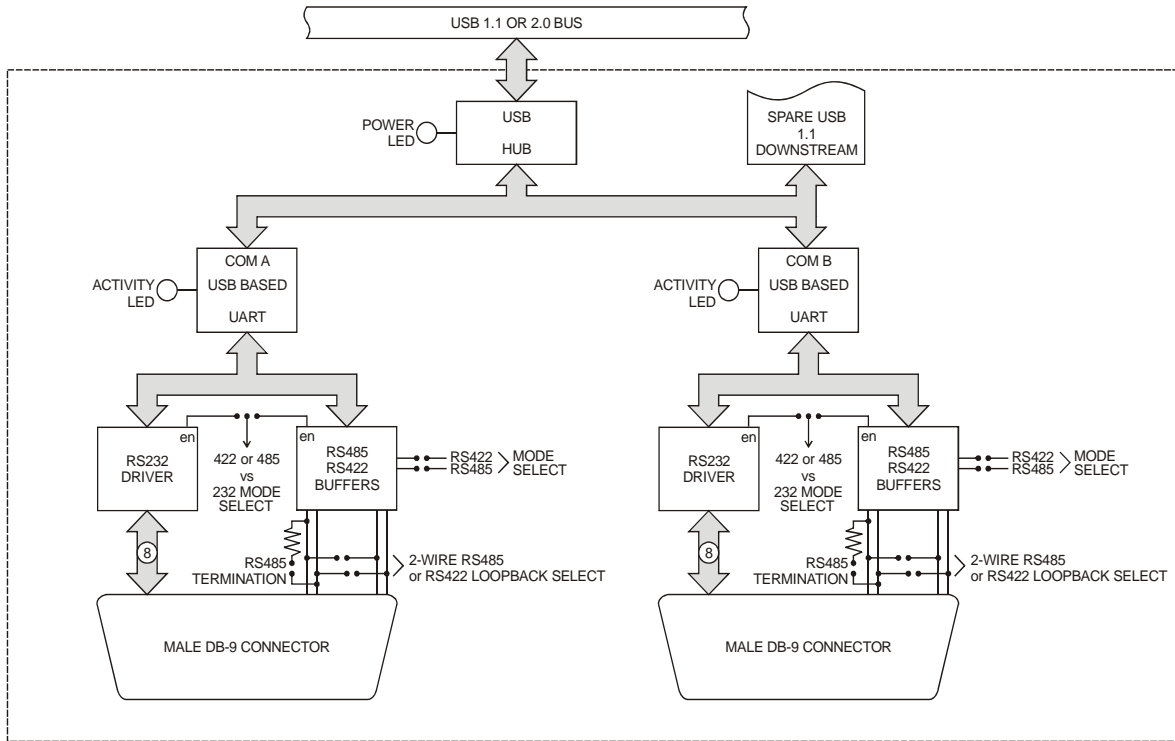 USB 1.1 OR 2.0 BUS
POWER
LED
USB
HUB
SPARE USB
1.1
DOWNSTREAM
ACTIVITY
LED
COM A
USB BASED
UART
ACTIVITY
LED
COM B
USB BASED
UART
RS232
DRIVER
en
422 or 485
vs
232 MODE
SELECT
en
RS485
RS422
BUFFERS
RS422
RS485
MODE
SELECT
8
RS485
TERMINATION
2-WIRE RS485
or RS422 LOOPBACK SELECT
MALE DB-9 CONNECTOR
RS232
DRIVER
en
422 or 485
vs
232 MODE
SELECT
en
RS485
RS422
BUFFERS
RS422
RS485
MODE
SELECT
8
RS485
TERMINATION
2-WIRE RS485
or RS422 LOOPBACK SELECT
MALE DB-9 CONNECTOR